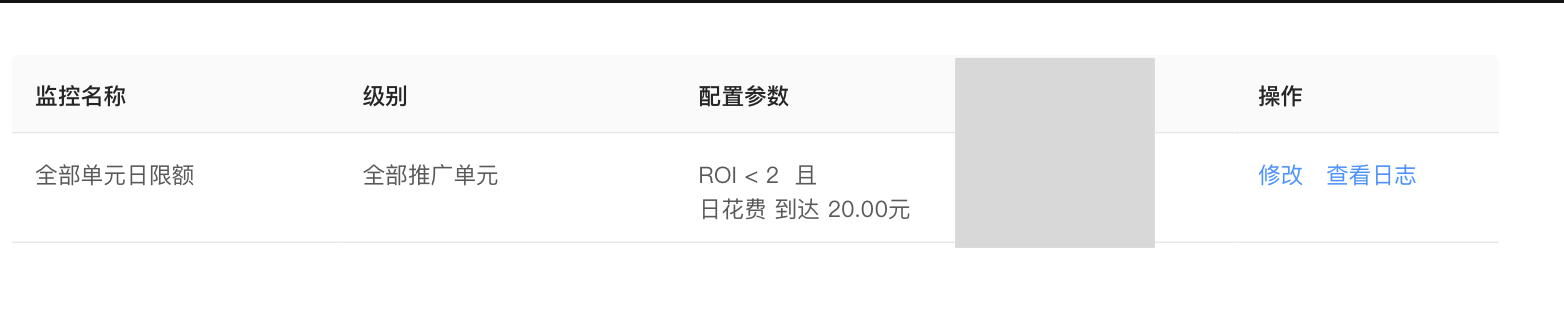 监控名称 级别 配置参数 操作
全部单元日限额 全部推广单元 ROI < 2 且 修改 查看日志
日花费 到达 20.00元